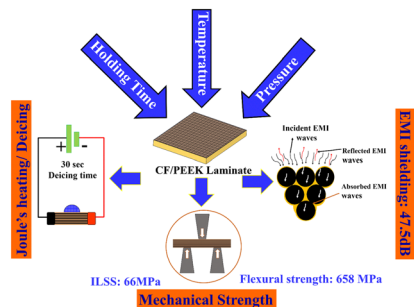 Holding Time
Temperature
Pressure
Joule's heating/ Deicing
+ -
30 sec
Deicing time
CF/PEEK Laminate
Incident EMI
waves
Reflected EMI
waves
Absorbed EMI
waves
EMI shielding: 47.5dB
ILSS: 66MPa
Flexural strength: 658 MPa
Mechanical Strength